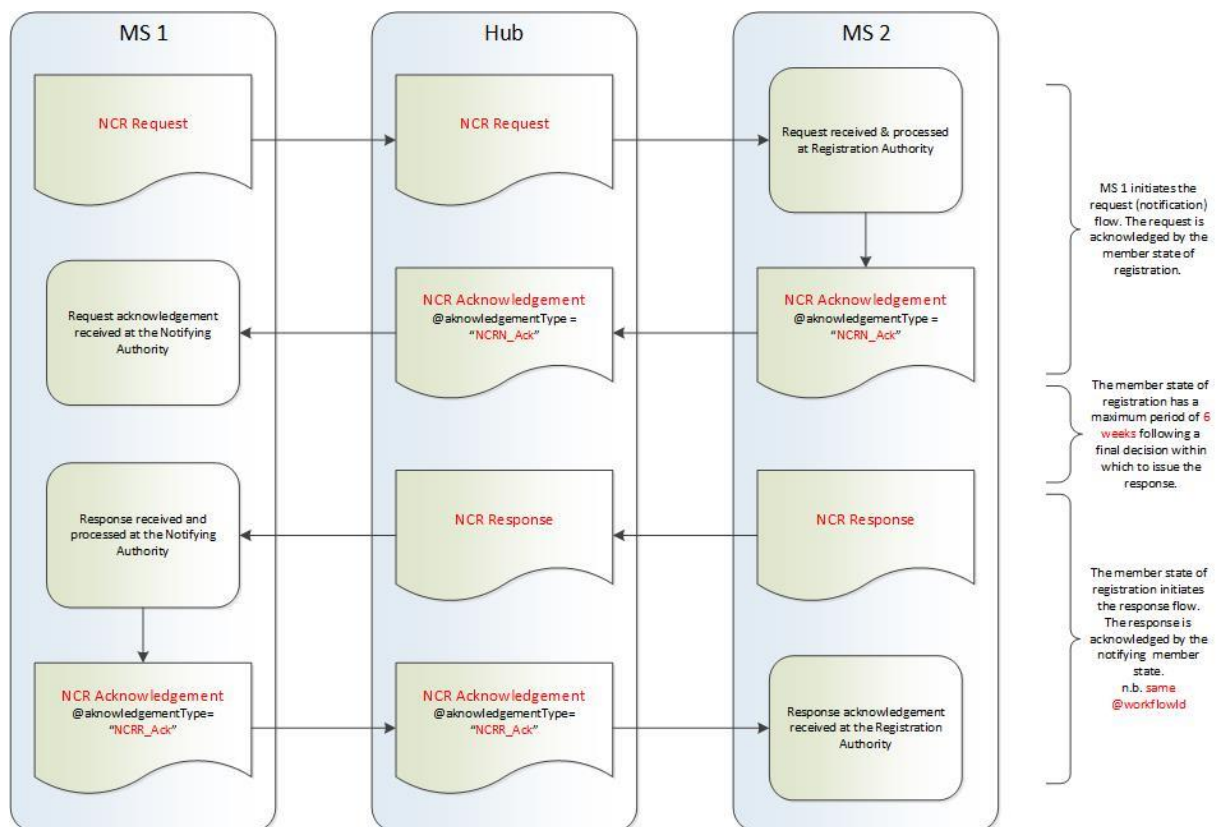 MS 1
Hub
MS 2
NCR Request
NCR Request
Request received & processed
at Registration Authority
MS 1 initiates the
request (notification)
flow. The request is
acknowledged by the
member state of
registration.
Request acknowledgement
received at the Notifying
Authority
NCR Acknowledgement
@aknowledgementType =
“NCRN_Ack”
NCR Acknowledgement
@aknowledgementType =
“NCRN_Ack”
The member state of
registration has a
maximum period of 6
weeks following a
final decision within
which to issue the
response.
Response received and
processed at the Notifying
Authority
NCR Response
NCR Response
The member state of
registration initiates
the response flow.
The response is
acknowledged by the
notifying member
state.
n.b. same
@workflowId
NCR Acknowledgement
@aknowledgementType=
“NCRR_Ack”
NCR Acknowledgement
@aknowledgementType=
“NCRR_Ack”
Response acknowledgement
received at the Registration
Authority